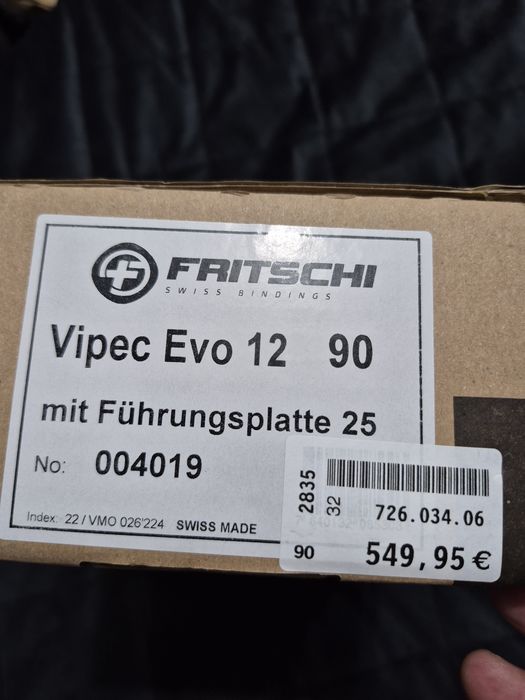 FRITSCHI
SWISS BINDINGS
Vipec Evo 12 90
mit Führungsplatte 25
No: 004019
Index: 22 / VMO 026'224 SWISS MADE
2835
32
726.034.06
90 549,95 €